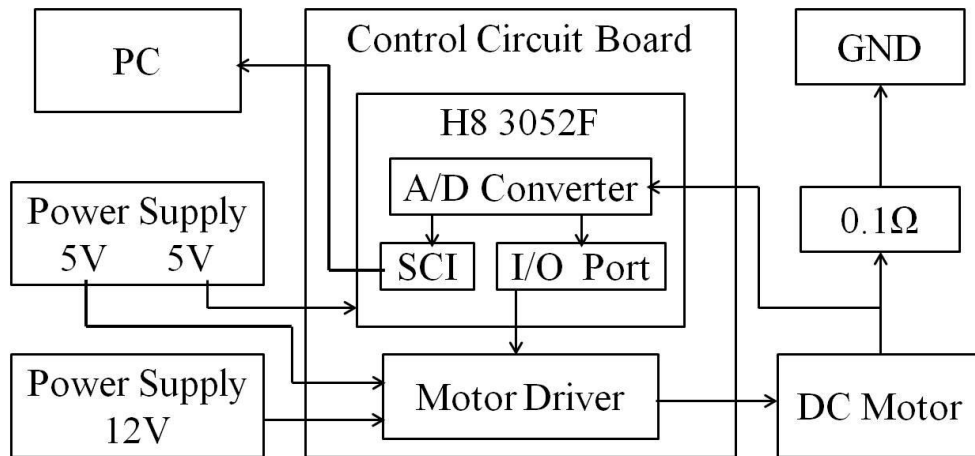 PC
Control Circuit Board
GND
H8 3052F
A/D Converter
SCI
I/O Port
0.1Ω
Power Supply
5V 5V
Power Supply
12V
Motor Driver
DC Motor